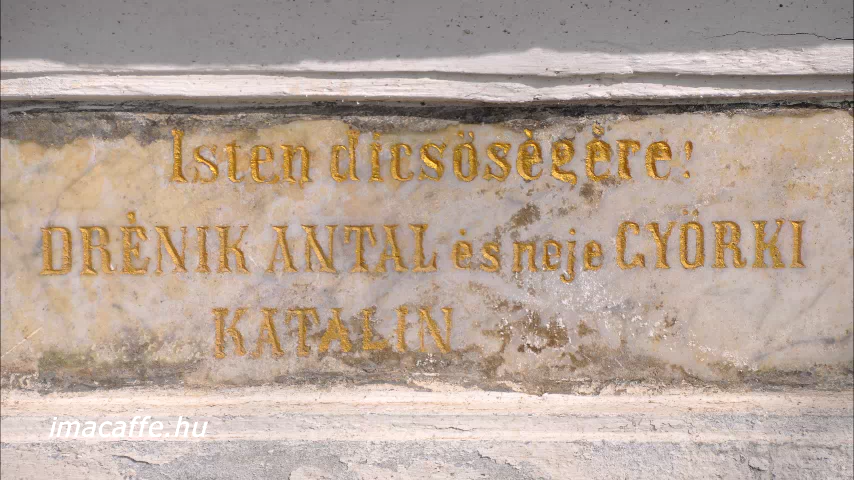 Isten dicsöségére!
DRÉNIK ANTAL és neje GYÖRKI
KATALIN
imacaffe.hu